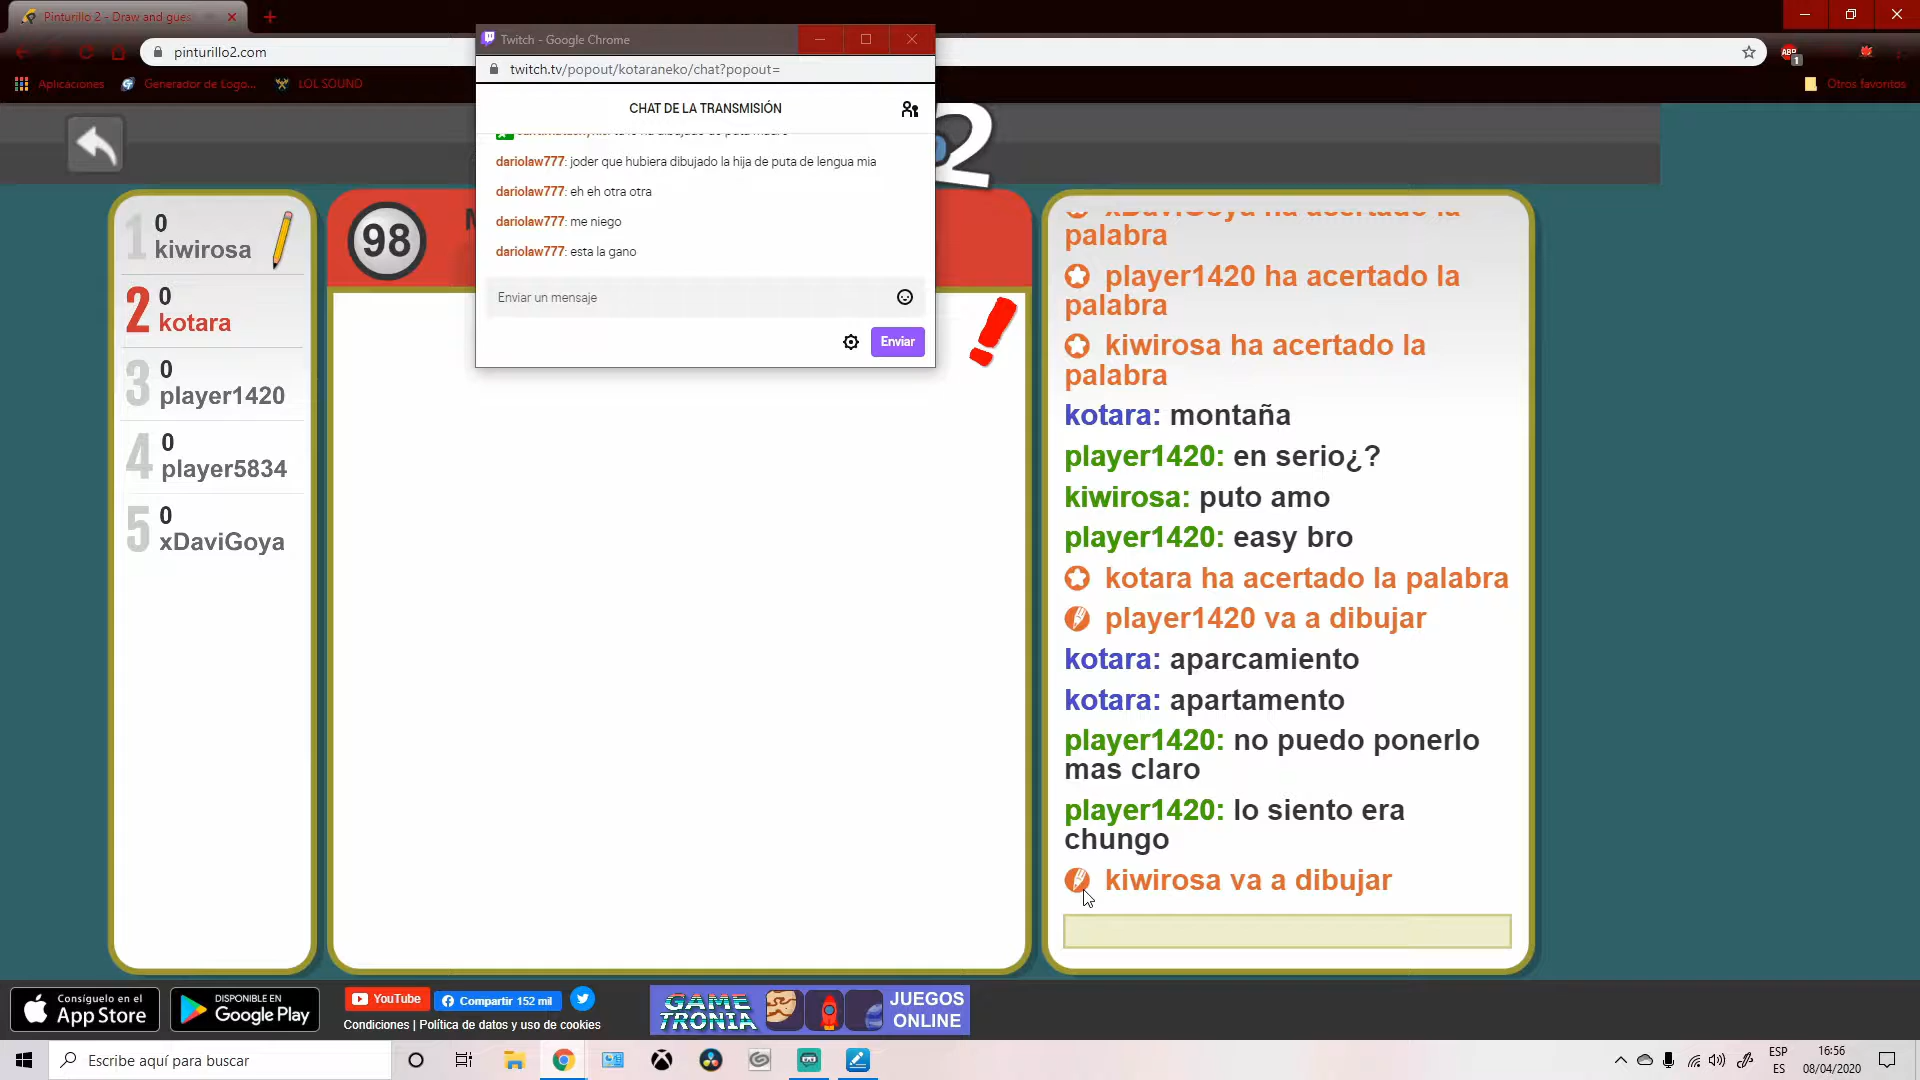 Pinturillo 2 - Draw and gues
pinturillo2.com
ABP
1
Aplicaciones
Generador de Logo...
LOL SOUND
Otros favoritos
Twitch - Google Chrome
twitch.tv/popout/kotaraneko/chat?popout=
CHAT DE LA TRANSMISIÓN
dariolaw777: joder que hubiera dibujado la hija de puta de lengua mia
dariolaw777: eh eh otra otra
dariolaw777: me niego
dariolaw777: esta la gano
Enviar un mensaje
Enviar
2
1
0
kiwirosa
2
0
kotara
3
0
player1420
4
0
player5834
5
0
xDaviGoya
98
xDaviGoya ha acertado la
palabra
player1420 ha acertado la
palabra
kiwirosa ha acertado la
palabra
kotara: montaña
player1420: en serio¿?
kiwirosa: puto amo
player1420: easy bro
kotara ha acertado la palabra
player1420 va a dibujar
kotara: aparcamiento
kotara: apartamento
player1420: no puedo ponerlo
mas claro
player1420: lo siento era
chungo
kiwirosa va a dibujar
Consíguelo en el
App Store
DISPONIBLE EN
Google Play
YouTube
Compartir 152 mil
Condiciones | Política de datos y uso de cookies
GAME
TRONIA
JUEGOS
ONLINE
Escribe aquí para buscar
ESP
ES
16:56
08/04/2020